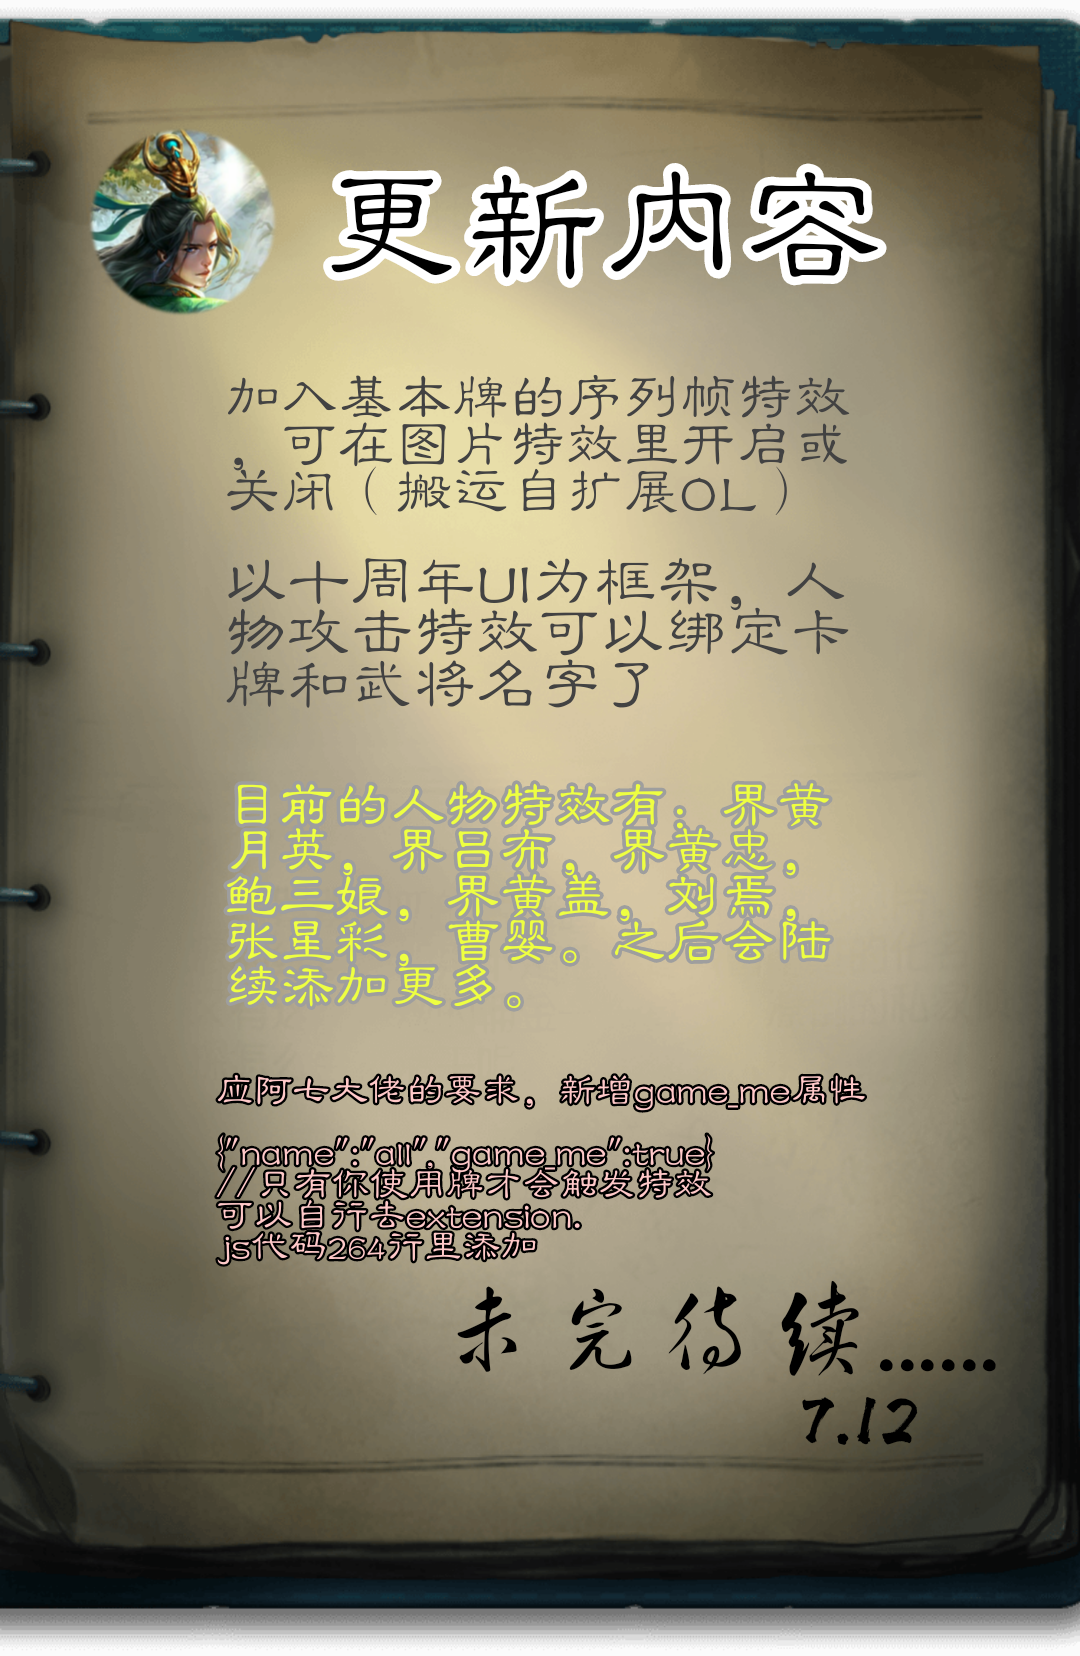 更新内容
加入基本牌的序列帧特效
，可在图片特效里开启或
关闭（搬运自扩展OL）
以十周年UI为框架，人
物攻击特效可以绑定卡
牌和武将名字了
目前的人物特效有：界黄
月英，界吕布，界黄忠，
鲍三娘，界黄盖，刘焉，
张星彩，曹婴。之后会陆
续添加更多。
应阿七大佬的要求，新增game_me属性
{"name":"all","game_me":true}
//只有你使用牌才会触发特效
可以自行去extension.
js代码264行里添加
未完待续......
7.12